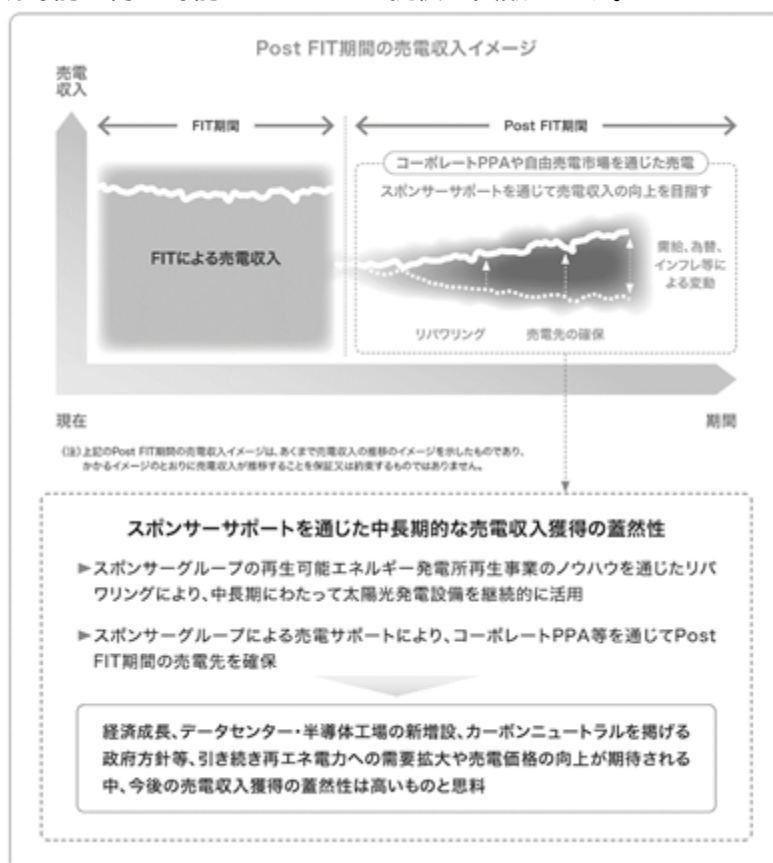 Post FIT期間の売電収入イメージ
売電
収入
FIT期間
Post FIT期間
コーポレートPPAや自由売電市場を通じた売電
スポンサーサポートを通じて売電収入の向上を目指す
FITによる売電収入
需給、為替、
インフレ等に
よる変動
リパワリング
売電先の確保
現在
期間
(注)上記のPost FIT期間の売電収入イメージは、あくまで売電収入の推移のイメージを示したものであり、
かかるイメージのとおりに売電収入が推移することを保証又は約束するものではありません。
スポンサーサポートを通じた中長期的な売電収入獲得の蓋然性
▶スポンサーグループの再生可能エネルギー発電所再生事業のノウハウを通じたリパ
ワリングにより、中長期にわたって太陽光発電設備を継続的に活用
▶スポンサーグループによる売電サポートにより、コーポレートPPA等を通じてPost
FIT期間の売電先を確保
経済成長、データセンター・半導体工場の新増設、カーボンニュートラルを掲げる
政府方針等、引き続き再エネ電力への需要拡大や売電価格の向上が期待される
中、今後の売電収入獲得の蓋然性は高いものと思料